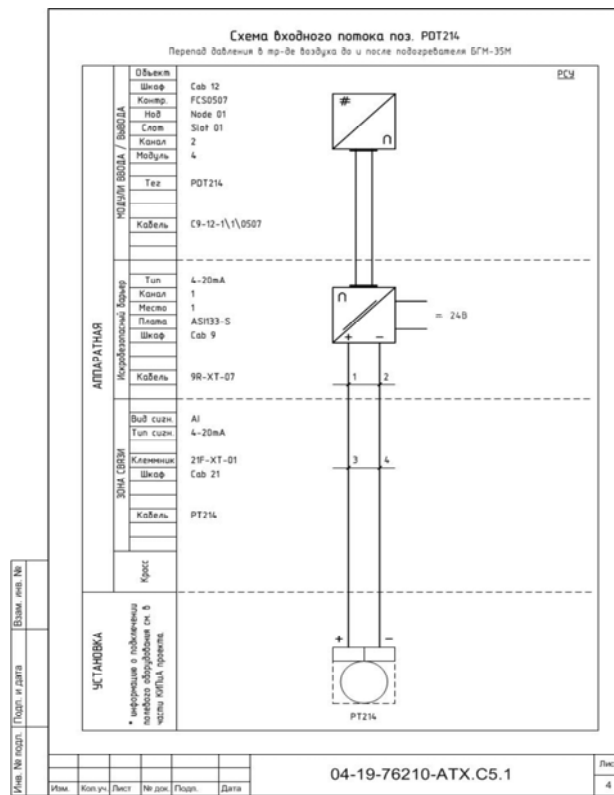 Схема входного потока поз. PDT214
Перепад давления в тр-де воздуха до и после подогревателя БГМ-35М
РСУ
АППАРАТНАЯ
МОДУЛИ ВВОДА / ВЫВОДА
Объект
Шкаф Cab 12
Контр. FCS0507
Нод Node 01
Слот Slot 01
Канал 2
Модуль 4
Тег PDT214
Кабель C9-12-1\1\0507
#
∩
Искробезопасный барьер
Тип 4-20mA
Канал 1
Место 1
Плата ASI133-S
Шкаф Cab 9
Кабель 9R-XT-07
∩
+ −
= 24В
1 2
ЗОНА СВЯЗИ
Вид сигн. AI
Тип сигн. 4-20mA
Клеммник 21F-XT-01
Шкаф Cab 21
Кабель PT214
3 4
Кросс
УСТАНОВКА
* информацию о подключении
полевого оборудования см. в
части КИПиА проекта.
+ −
PT214
Взам. инв. №
Подп. и дата
Инв. № подл.
Изм. Кол.уч. Лист № док. Подп. Дата
04-19-76210-АТХ.С5.1
Лис
4